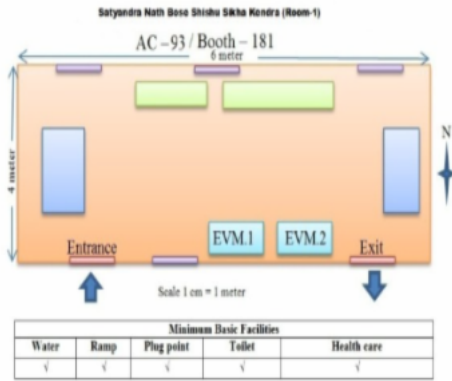 Satyandra Nath Bose Shishu Sikha Kendra (Room-1)
AC -93 / Booth - 181
6 meter
4 meter
N
EVM.1 EVM.2
Entrance Exit
Scale 1 cm = 1 meter
Minimum Basic Facilities
Water Ramp Plug point Toilet Health care
√ √ √ √ √